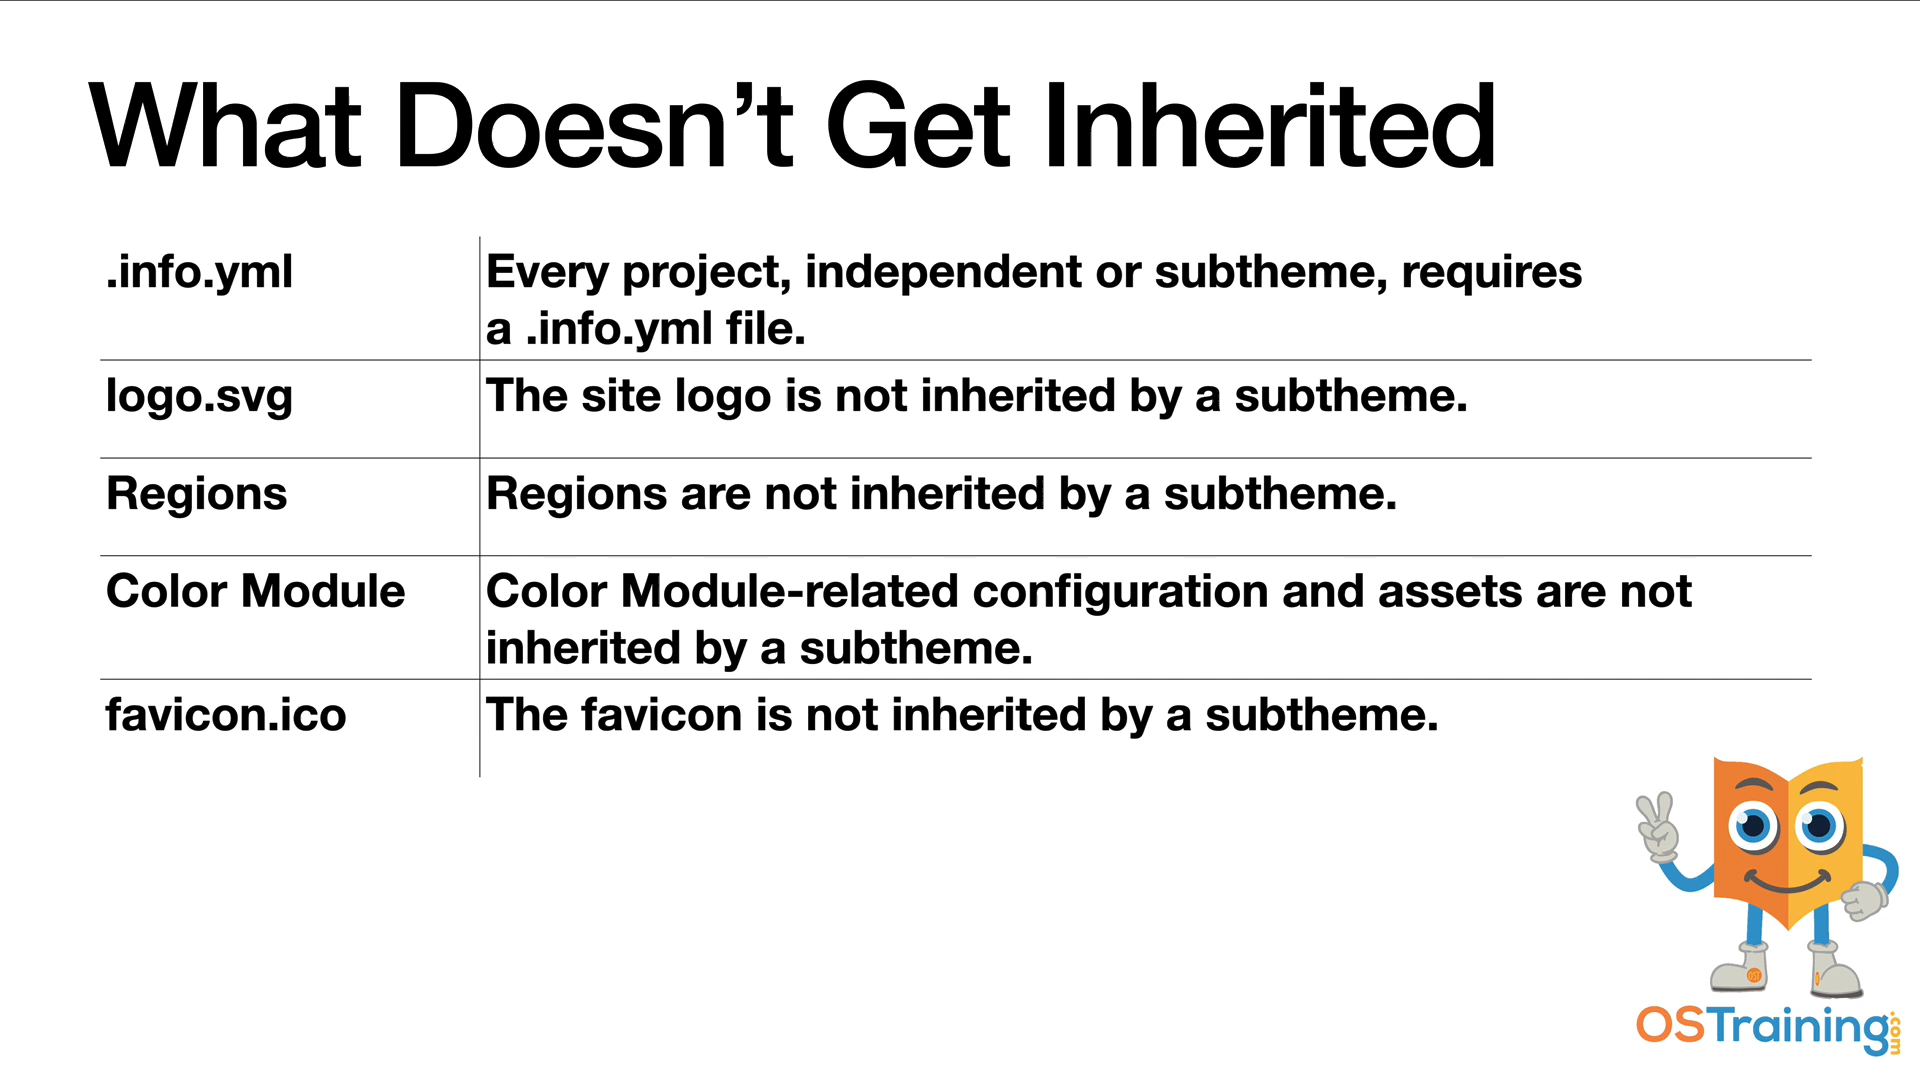 What Doesn’t Get Inherited
.info.yml
Every project, independent or subtheme, requires
a .info.yml file.
logo.svg
The site logo is not inherited by a subtheme.
Regions
Regions are not inherited by a subtheme.
Color Module
Color Module-related configuration and assets are not
inherited by a subtheme.
favicon.ico
The favicon is not inherited by a subtheme.
OSTraining.com